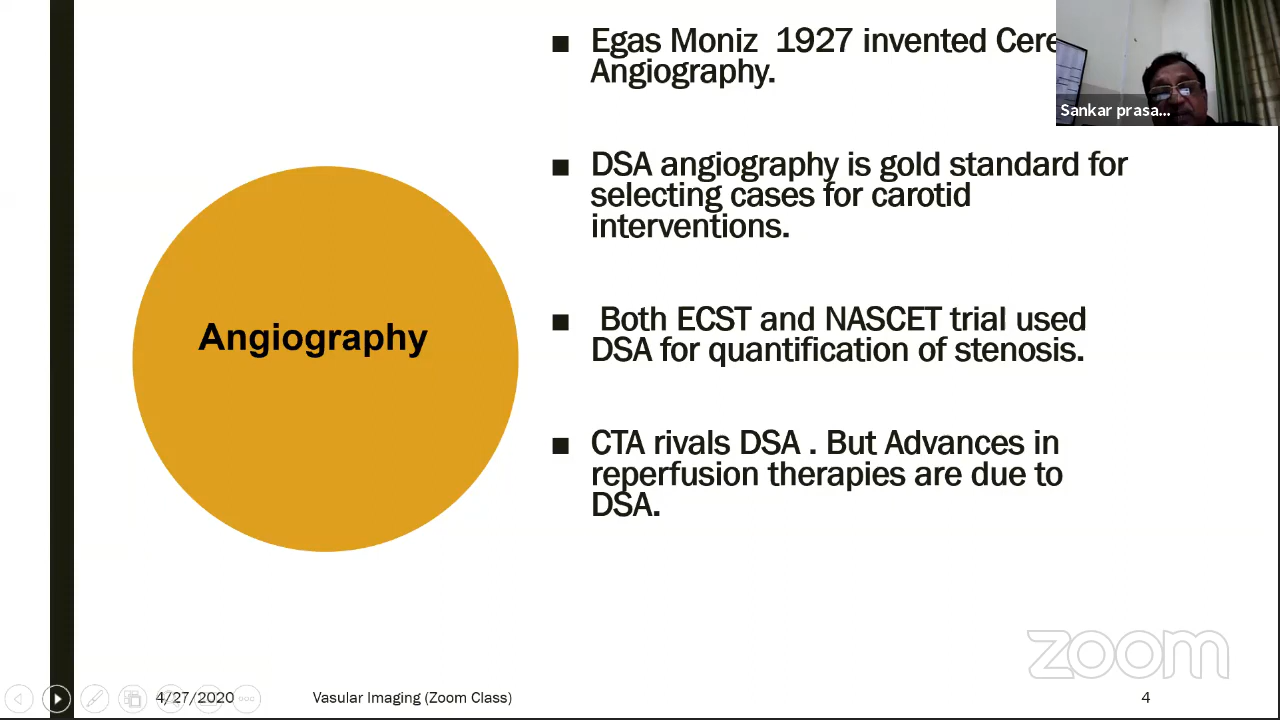 Egas Moniz 1927 invented Cere
Angiography.
Sankar prasa...
DSA angiography is gold standard for
selecting cases for carotid
interventions.
Angiography
Both ECST and NASCET trial used
DSA for quantification of stenosis.
CTA rivals DSA . But Advances in
reperfusion therapies are due to
DSA.
zoom
4/27/2020
Vasular Imaging (Zoom Class)
4